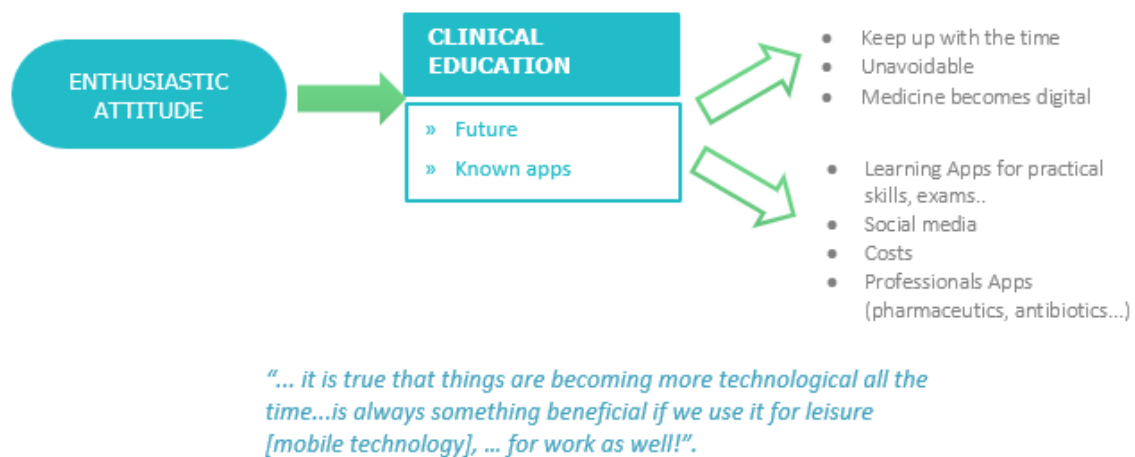 ENTHUSIASTIC
ATTITUDE
CLINICAL
EDUCATION
» Future
» Known apps
● Keep up with the time
● Unavoidable
● Medicine becomes digital
● Learning Apps for practical
skills, exams..
● Social media
● Costs
● Professionals Apps
(pharmaceutics, antibiotics...)
“... it is true that things are becoming more technological all the
time...is always something beneficial if we use it for leisure
[mobile technology], ... for work as well!”.